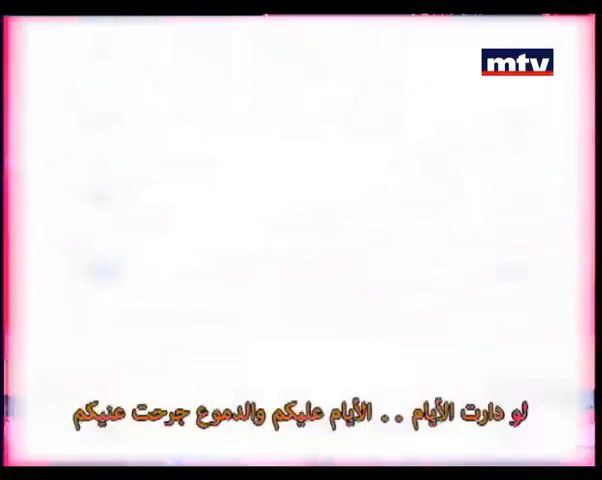 mtv
لو دارت الأيام . . الأيام عليكم والدموع جرحت عنيكم